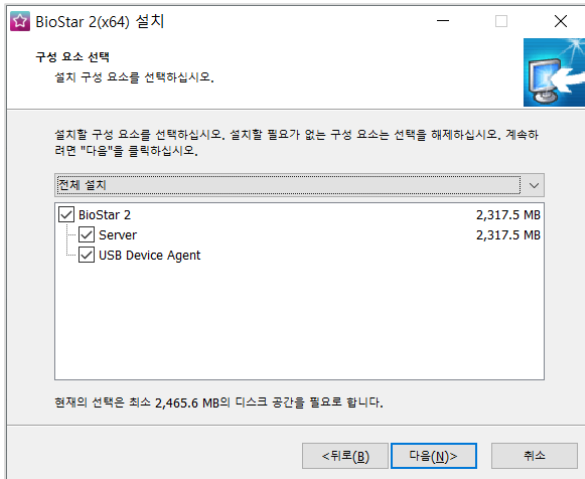 BioStar 2(x64) 설치
구성 요소 선택
설치 구성 요소를 선택하십시오.
설치할 구성 요소를 선택하십시오. 설치할 필요가 없는 구성 요소는 선택을 해제하십시오. 계속하
려면 "다음"을 클릭하십시오.
전체 설치
BioStar 2 2,317.5 MB
Server 2,317.5 MB
USB Device Agent
현재의 선택은 최소 2,465.6 MB의 디스크 공간을 필요로 합니다.
<뒤로(B) 다음(N)> 취소